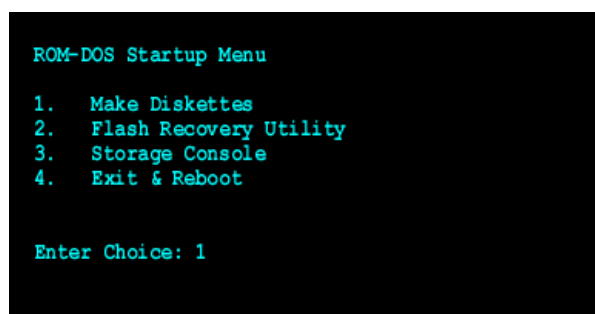 ROM-DOS Startup Menu
1. Make Diskettes
2. Flash Recovery Utility
3. Storage Console
4. Exit & Reboot
Enter Choice: 1